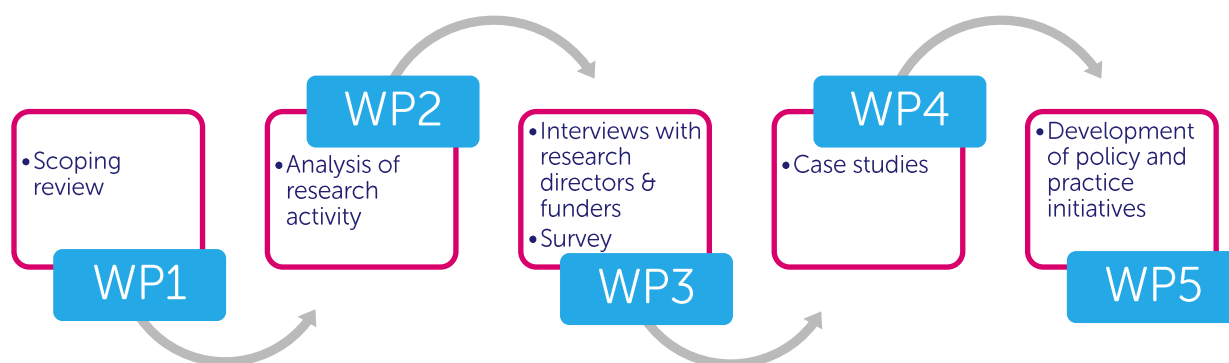 • Scoping
review
WP1
WP2
• Analysis of
research
activity
• Interviews with
research
directors &
funders
• Survey
WP3
WP4
• Case studies
• Development
of policy and
practice
initiatives
WP5